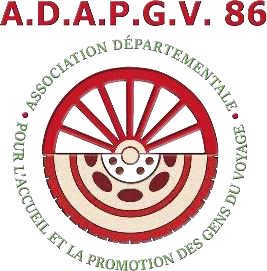 A.D.A.P.G.V. 86
• ASSOCIATION DÉPARTEMENTALE •
POUR L'ACCUEIL ET LA PROMOTION DES GENS DU VOYAGE